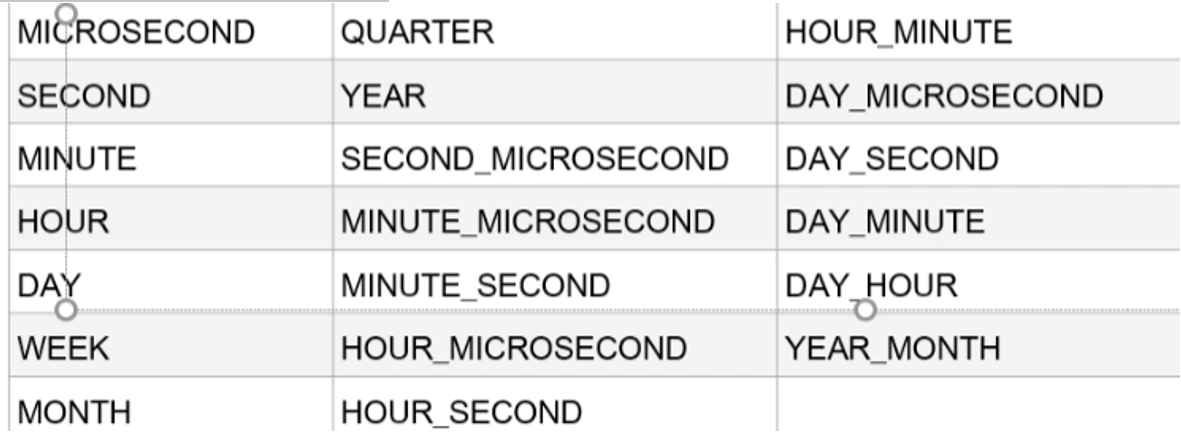 MICROSECOND QUARTER HOUR_MINUTE
SECOND YEAR DAY_MICROSECOND
MINUTE SECOND_MICROSECOND DAY_SECOND
HOUR MINUTE_MICROSECOND DAY_MINUTE
DAY MINUTE_SECOND DAY_HOUR
WEEK HOUR_MICROSECOND YEAR_MONTH
MONTH HOUR_SECOND